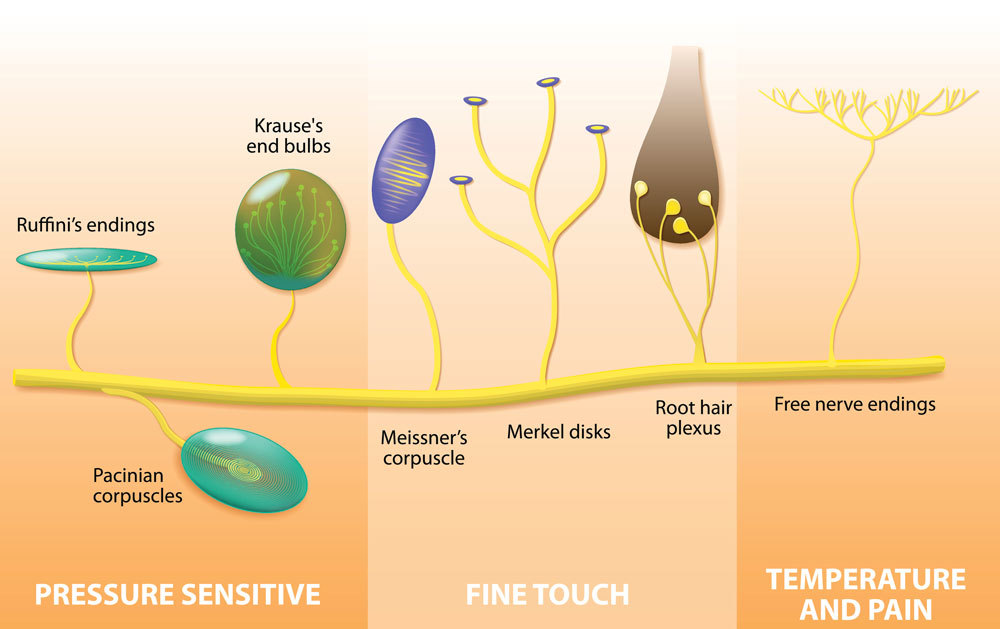 Krause's
end bulbs
Ruffini’s endings
Pacinian
corpuscles
Meissner’s
corpuscle
Merkel disks
Root hair
plexus
Free nerve endings
PRESSURE SENSITIVE
FINE TOUCH
TEMPERATURE
AND PAIN